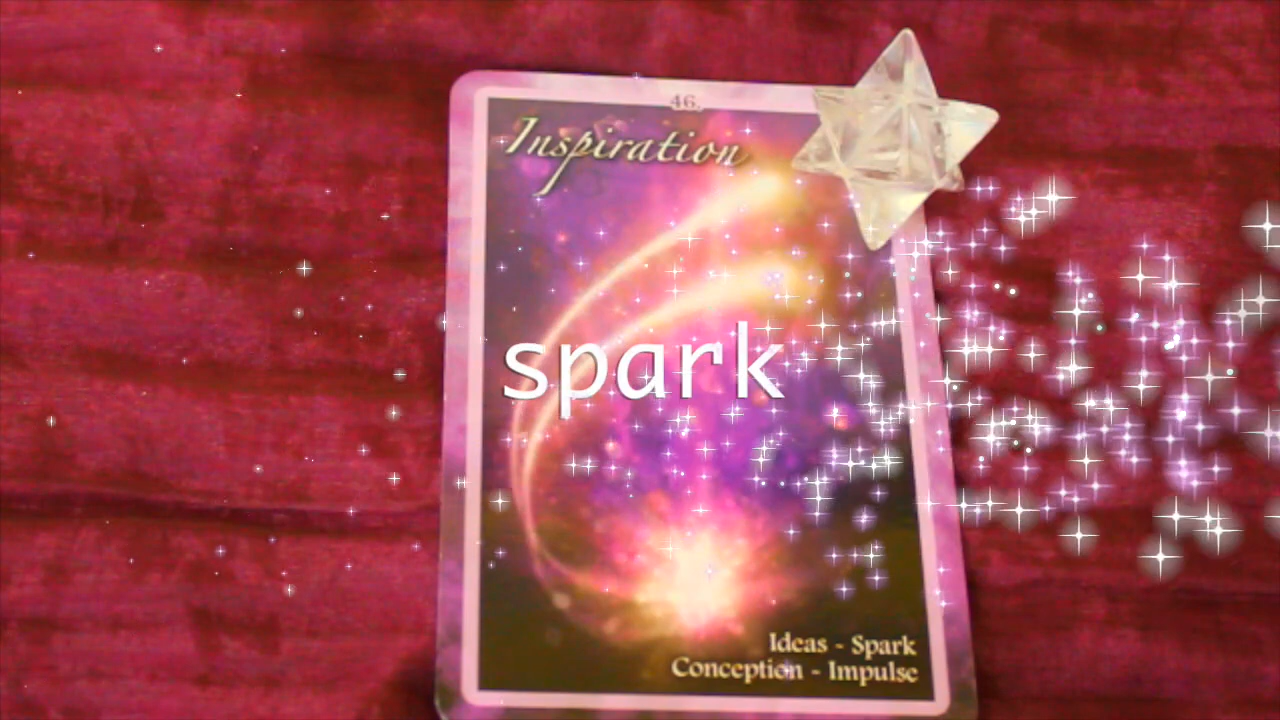 46.
Inspiration
spark
Ideas - Spark
Conception - Impulse